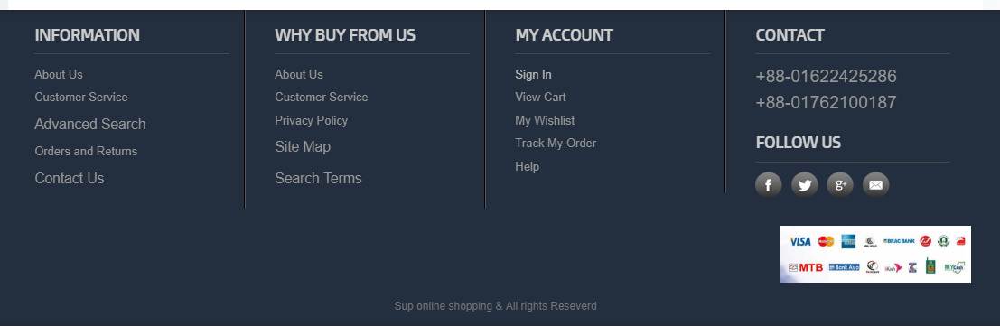 INFORMATION
About Us
Customer Service
Advanced Search
Orders and Returns
Contact Us
WHY BUY FROM US
About Us
Customer Service
Privacy Policy
Site Map
Search Terms
MY ACCOUNT
Sign In
View Cart
My Wishlist
Track My Order
Help
CONTACT
+88-01622425286
+88-01762100187
FOLLOW US
f g+
VISA MasterCard BRAC BANK
MTB Bank Asia bKash MYCash
Sup online shopping & All rights Reseverd